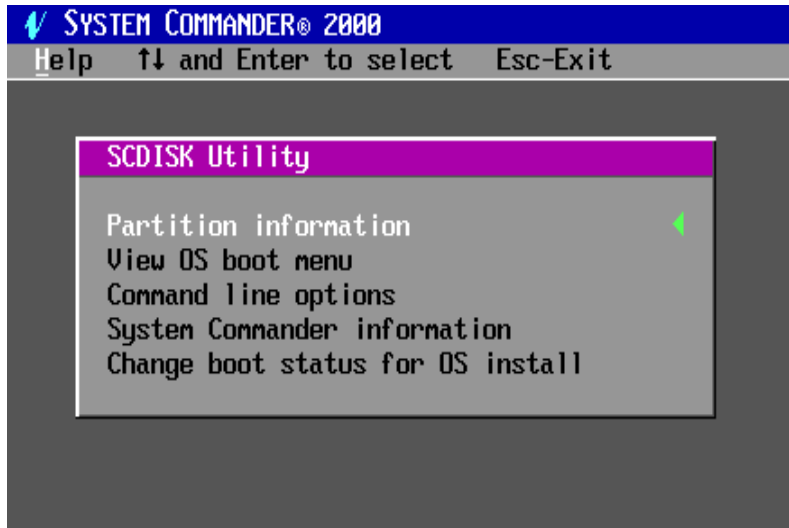 SYSTEM COMMANDER® 2000
Help ↑↓ and Enter to select Esc-Exit
SCDISK Utility
Partition information
View OS boot menu
Command line options
System Commander information
Change boot status for OS install